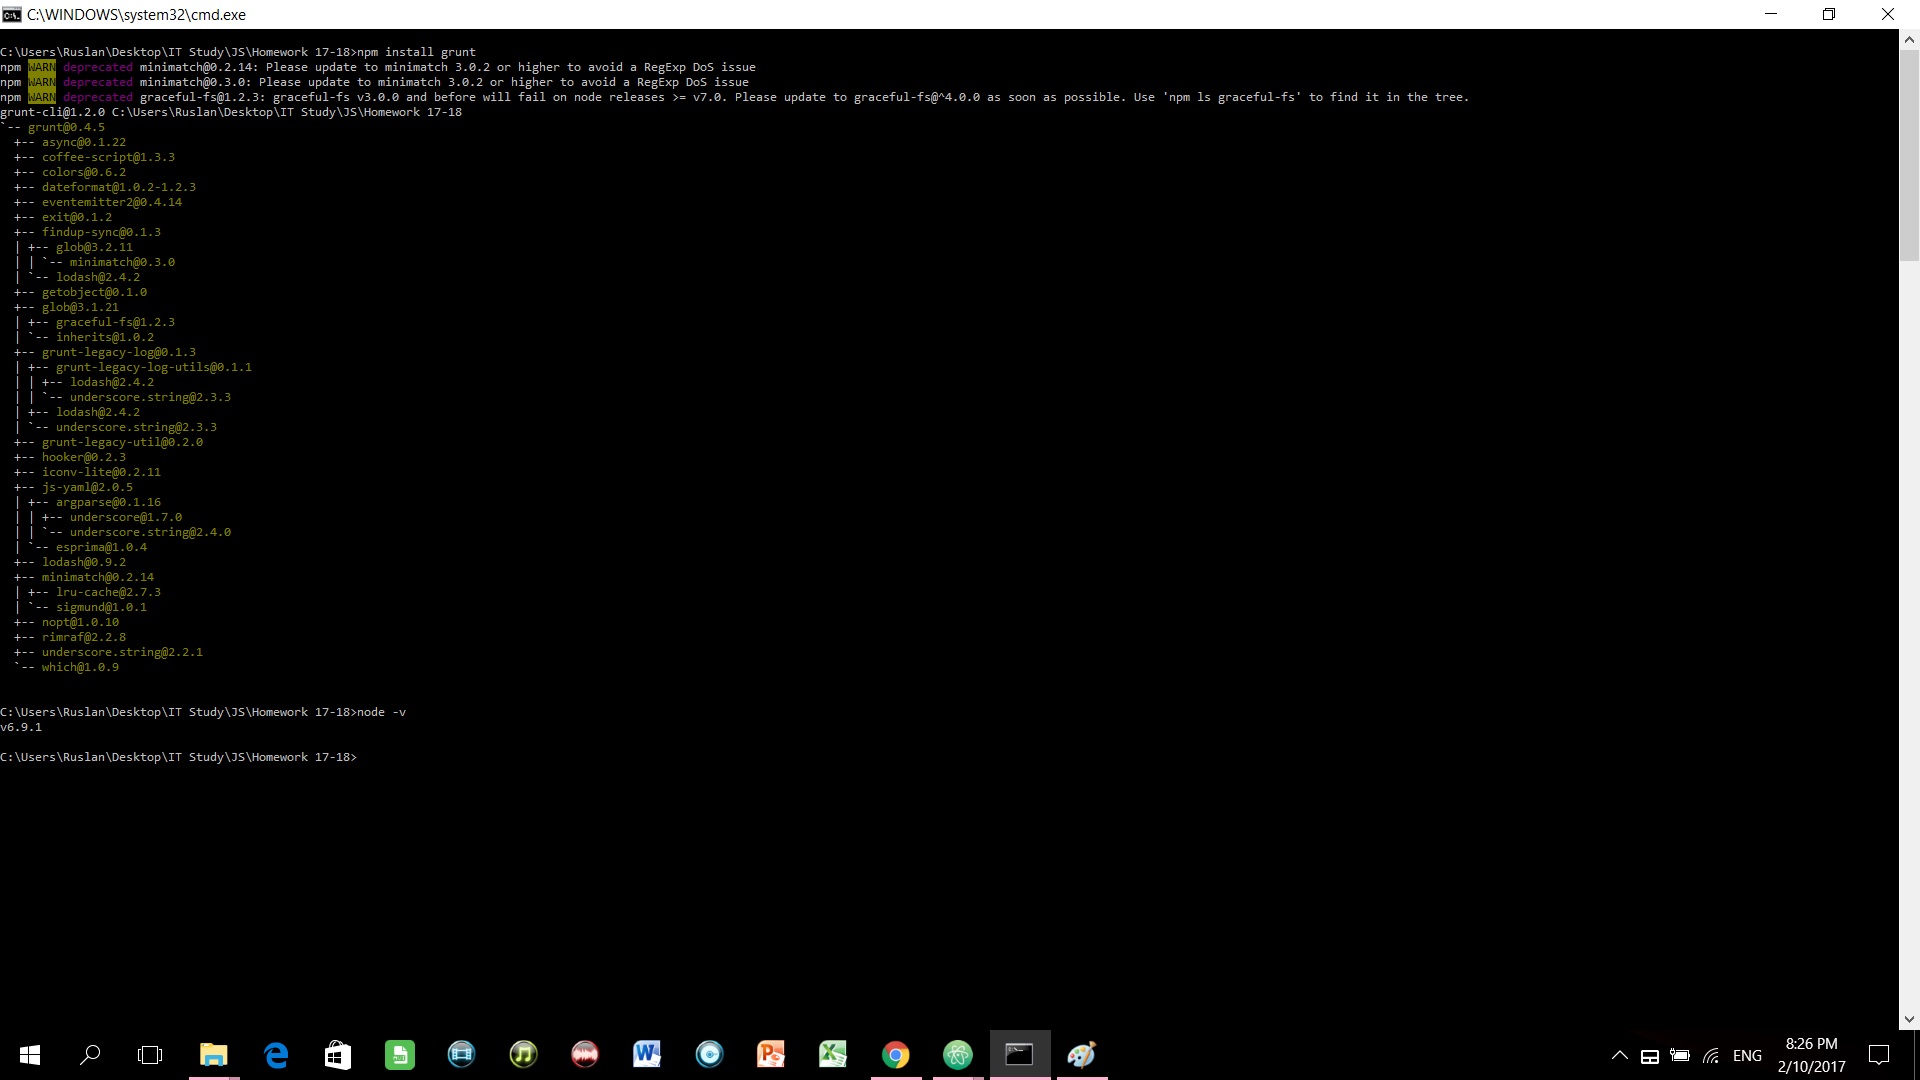 C:\WINDOWS\system32\cmd.exe
C:\Users\Ruslan\Desktop\IT Study\JS\Homework 17-18>npm install grunt
npm WARN deprecated minimatch@0.2.14: Please update to minimatch 3.0.2 or higher to avoid a RegExp DoS issue
npm WARN deprecated minimatch@0.3.0: Please update to minimatch 3.0.2 or higher to avoid a RegExp DoS issue
npm WARN deprecated graceful-fs@1.2.3: graceful-fs v3.0.0 and before will fail on node releases >= v7.0. Please update to graceful-fs@^4.0.0 as soon as possible. Use 'npm ls graceful-fs' to find it in the tree.
grunt-cli@1.2.0 C:\Users\Ruslan\Desktop\IT Study\JS\Homework 17-18
`-- grunt@0.4.5
  +-- async@0.1.22
  +-- coffee-script@1.3.3
  +-- colors@0.6.2
  +-- dateformat@1.0.2-1.2.3
  +-- eventemitter2@0.4.14
  +-- exit@0.1.2
  +-- findup-sync@0.1.3
  | +-- glob@3.2.11
  | | `-- minimatch@0.3.0
  | `-- lodash@2.4.2
  +-- getobject@0.1.0
  +-- glob@3.1.21
  | +-- graceful-fs@1.2.3
  | `-- inherits@1.0.2
  +-- grunt-legacy-log@0.1.3
  | +-- grunt-legacy-log-utils@0.1.1
  | | +-- lodash@2.4.2
  | | `-- underscore.string@2.3.3
  | +-- lodash@2.4.2
  | `-- underscore.string@2.3.3
  +-- grunt-legacy-util@0.2.0
  +-- hooker@0.2.3
  +-- iconv-lite@0.2.11
  +-- js-yaml@2.0.5
  | +-- argparse@0.1.16
  | | +-- underscore@1.7.0
  | | `-- underscore.string@2.4.0
  | `-- esprima@1.0.4
  +-- lodash@0.9.2
  +-- minimatch@0.2.14
  | +-- lru-cache@2.7.3
  | `-- sigmund@1.0.1
  +-- nopt@1.0.10
  +-- rimraf@2.2.8
  +-- underscore.string@2.2.1
  `-- which@1.0.9
C:\Users\Ruslan\Desktop\IT Study\JS\Homework 17-18>node -v
v6.9.1
C:\Users\Ruslan\Desktop\IT Study\JS\Homework 17-18>
ENG
8:26 PM
2/10/2017